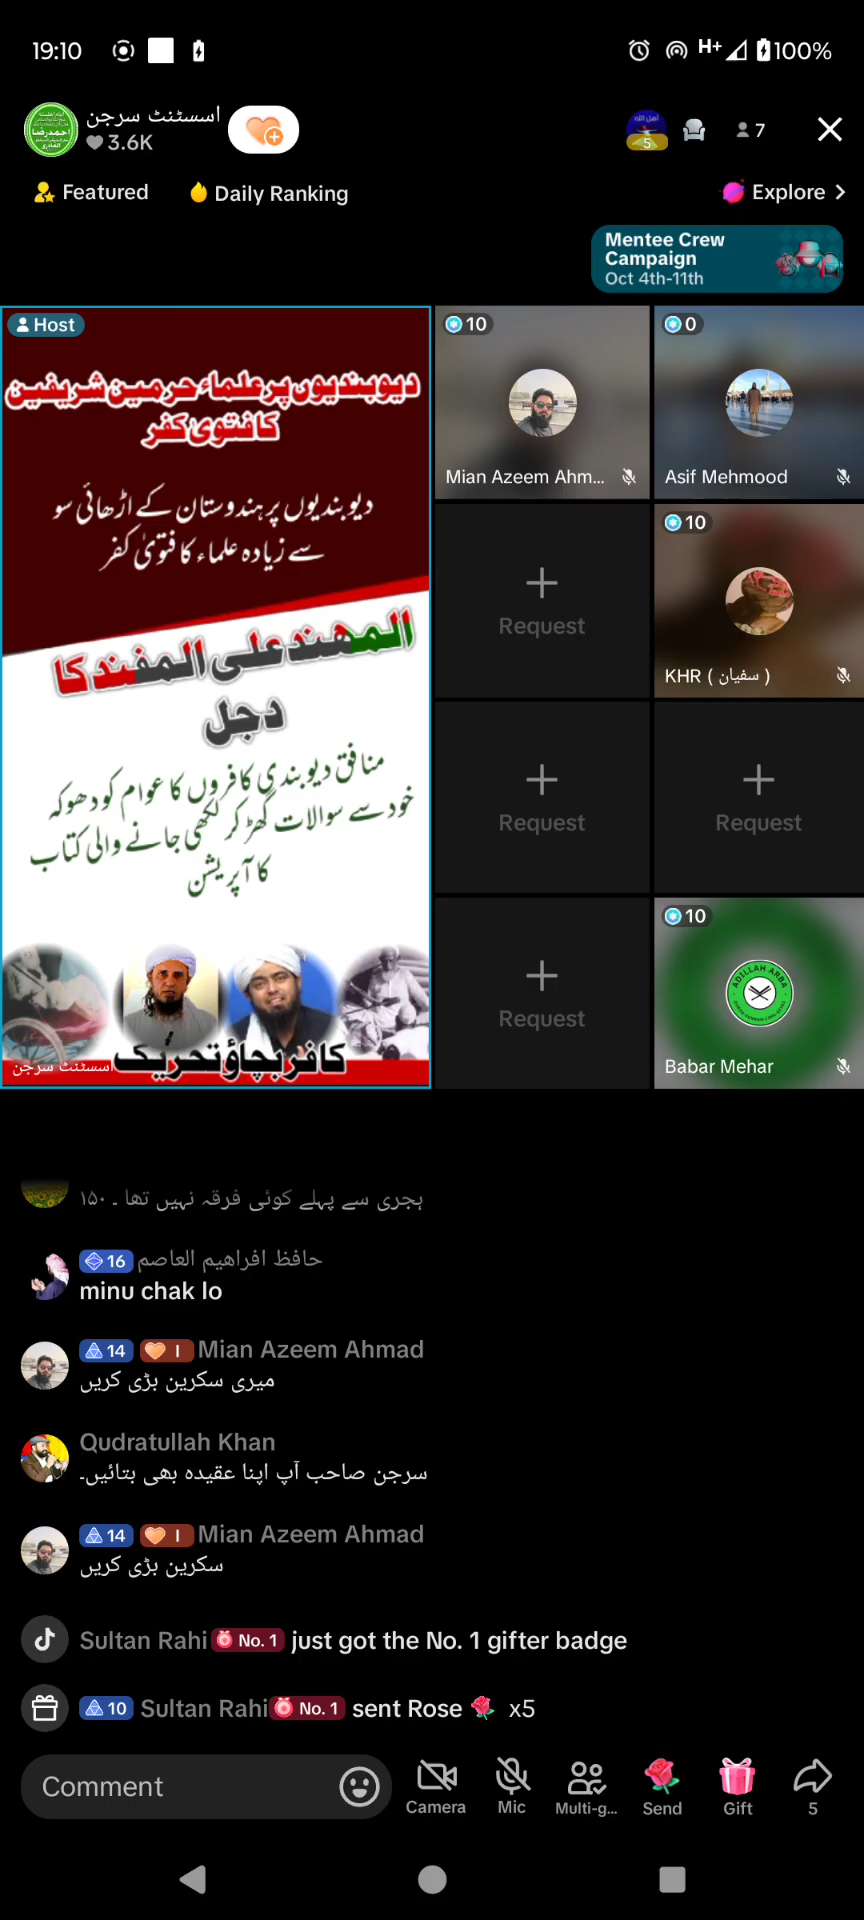 19:10
H+
100%
اسسٹنٹ سرجن
3.6K
احمدرضا
5
7
Featured
Daily Ranking
Explore
Mentee Crew
Campaign
Oct 4th-11th
Host
دیوبندیوں پر علماء حرمین شریفین
کا فتویٰ کفر
دیوبندیوں پر ہندوستان کے اڑھائی سو
سے زیادہ علماء کا فتویٰ کفر
المھند علی المفند کا
دجل
منافق دیوبندی کافروں کا عوام کو دھوکہ
خود سے سوالات گھڑ کر لکھی جانے والی کتاب
کا آپریشن
کافر بچاؤ تحریک
اسسٹنٹ سرجن
10
Mian Azeem Ahm...
0
Asif Mehmood
Request
10
KHR ( سفیان )
Request
Request
Request
10
ADILLAH ARBA
Babar Mehar
ہجری سے پہلے کوئی فرقہ نہیں تھا ۔ ۱۵۰
16 حافظ افراهيم العاصم
minu chak lo
14 I Mian Azeem Ahmad
میری سکرین بڑی کریں
Qudratullah Khan
سرجن صاحب آپ اپنا عقیدہ بھی بتائیں۔
14 I Mian Azeem Ahmad
سکرین بڑی کریں
Sultan Rahi No. 1 just got the No. 1 gifter badge
10 Sultan Rahi No. 1 sent Rose x5
Comment
Camera
Mic
Multi-g...
Send
Gift
5